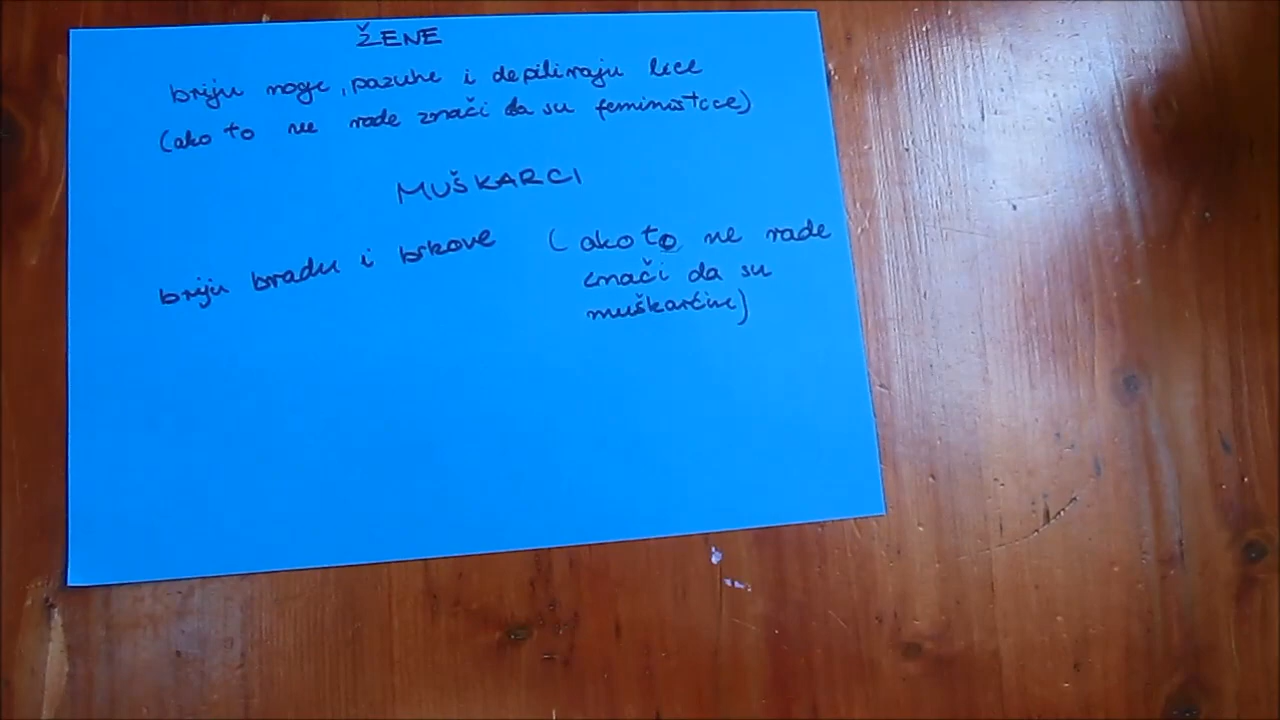 ŽENE
briju noge, pazuhe i depiliraju lice
(ako to ne rade znači da su feministcce)
MUŠKARCI
briju bradu i brkove (ako to ne rade
znači da su
muškarčine)